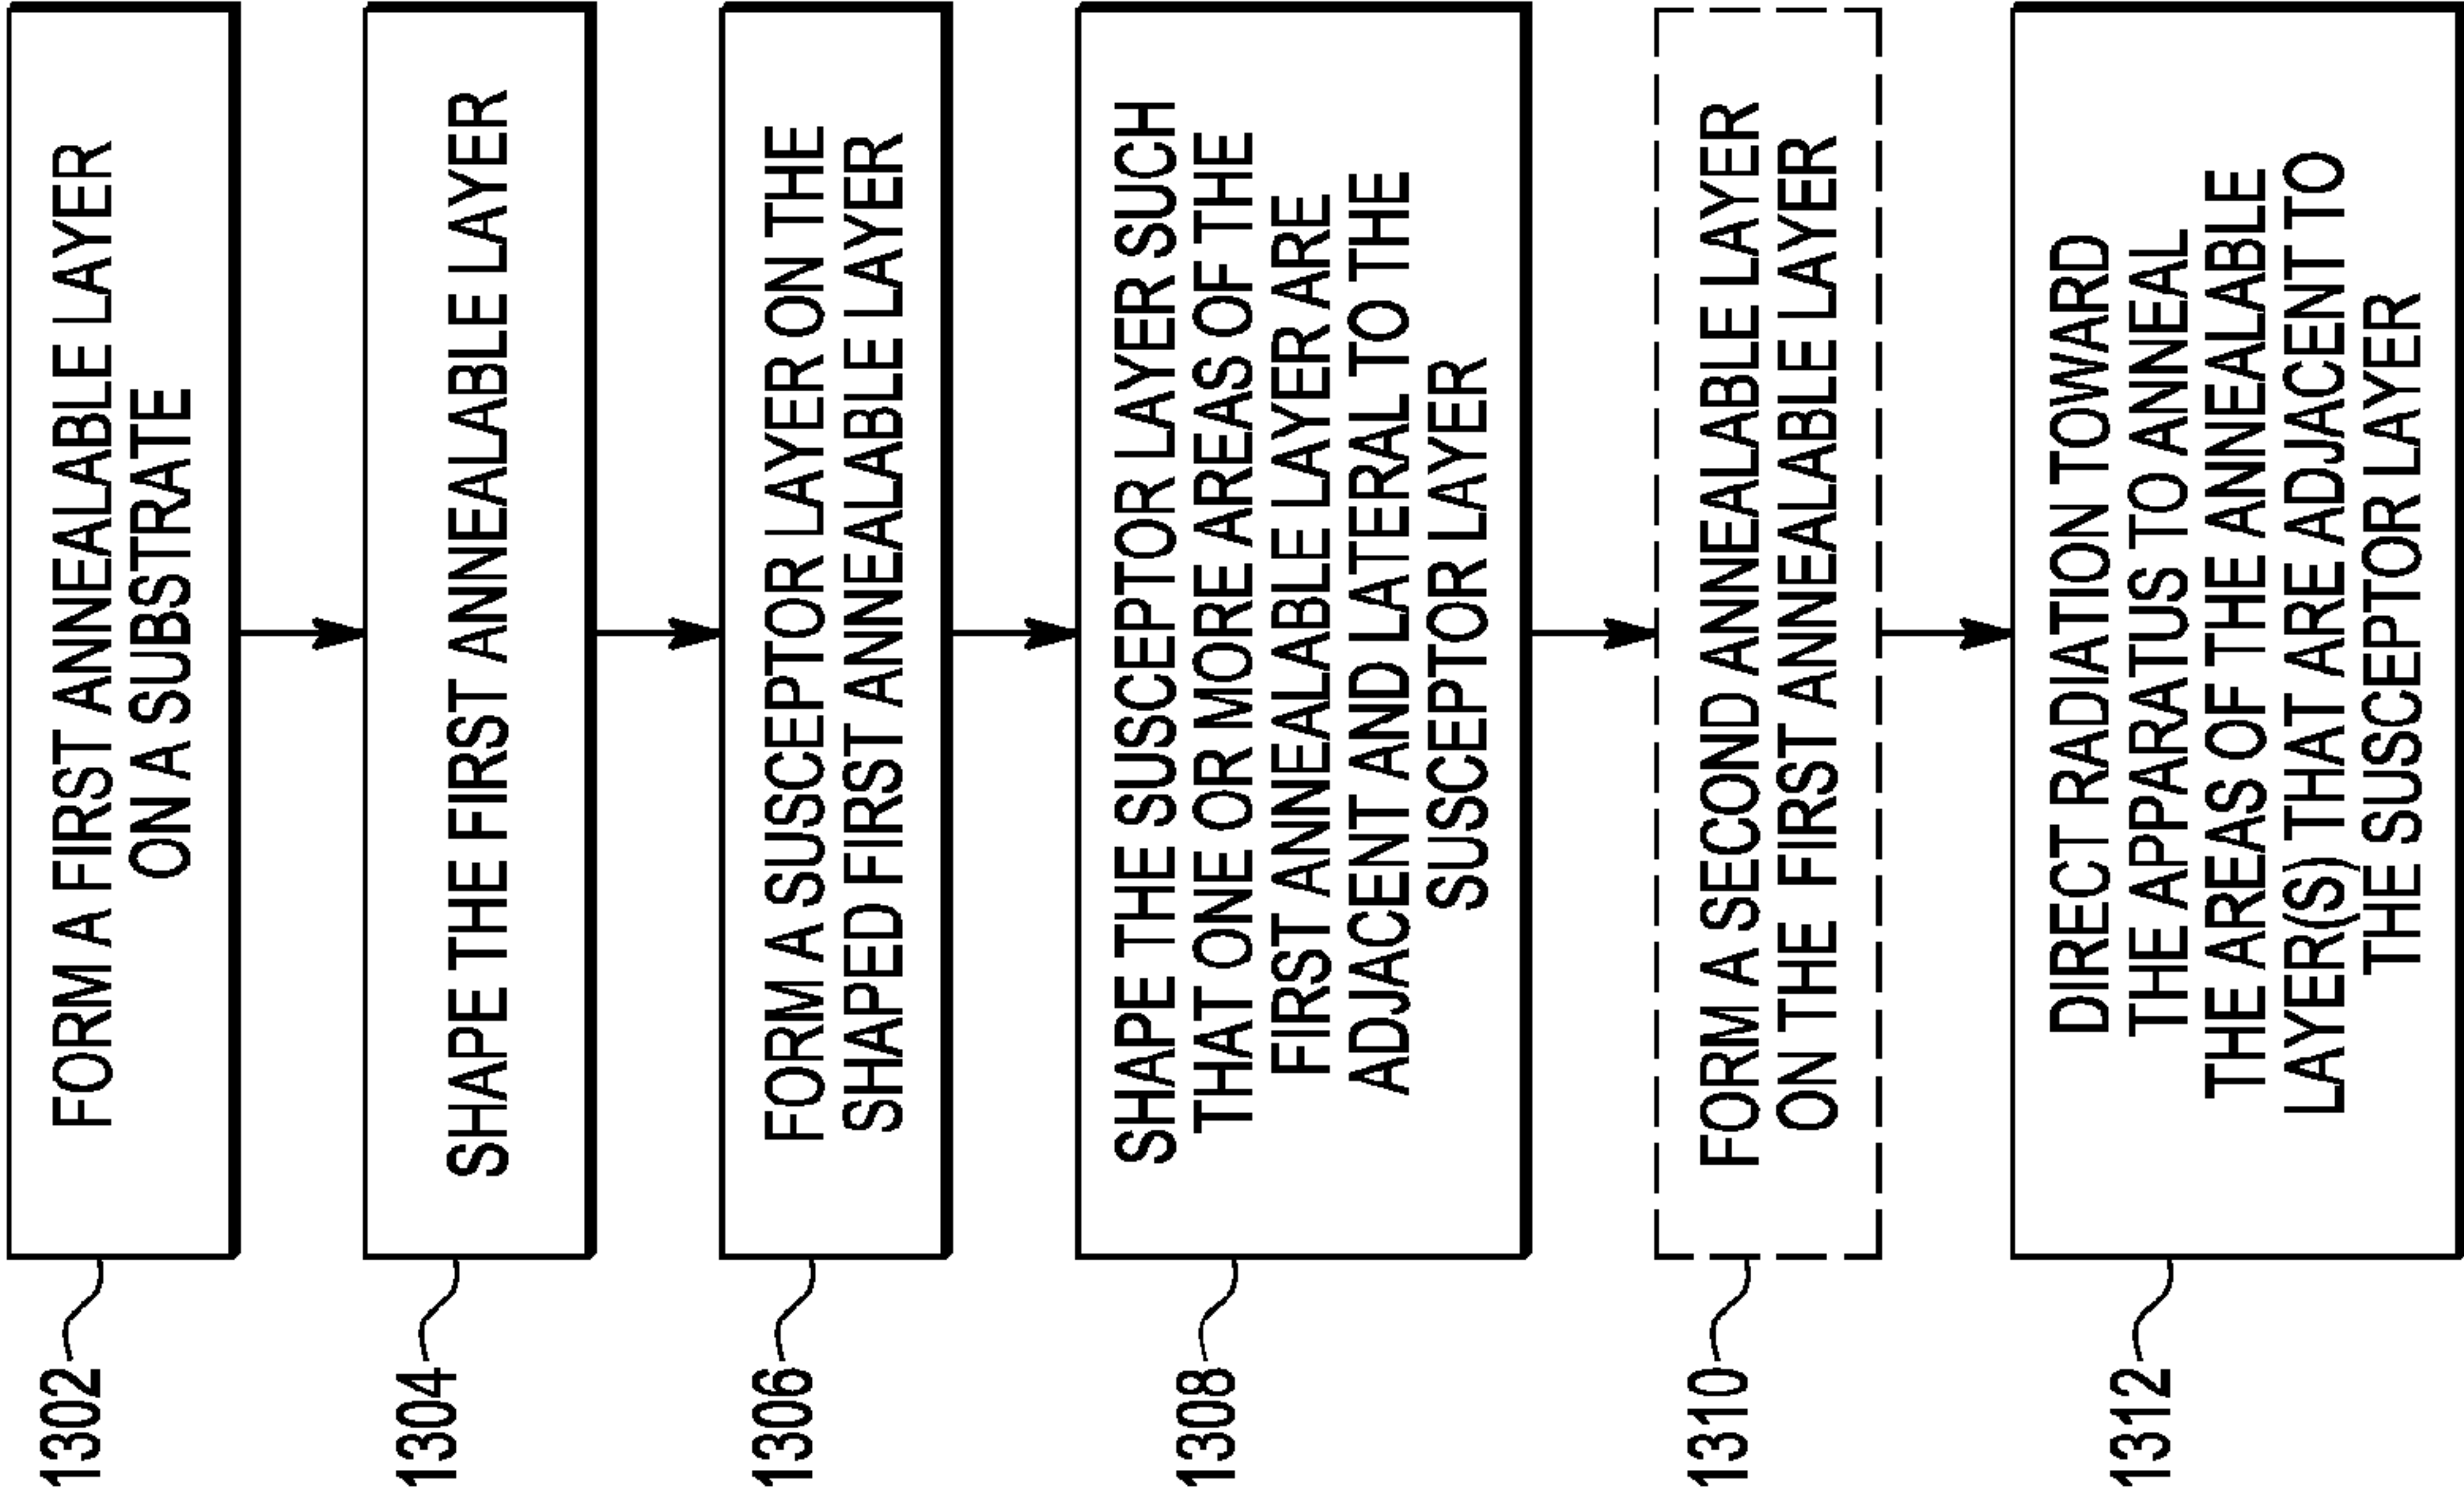 1302
FORM A FIRST ANNEALABLE LAYER
ON A SUBSTRATE
1304
SHAPE THE FIRST ANNEALABLE LAYER
1306
FORM A SUSCEPTOR LAYER ON THE
SHAPED FIRST ANNEALABLE LAYER
1308
SHAPE THE SUSCEPTOR LAYER SUCH
THAT ONE OR MORE AREAS OF THE
FIRST ANNEALABLE LAYER ARE
ADJACENT AND LATERAL TO THE
SUSCEPTOR LAYER
1310
FORM A SECOND ANNEALABLE LAYER
ON THE FIRST ANNEALABLE LAYER
1312
DIRECT RADIATION TOWARD
THE APPARATUS TO ANNEAL
THE AREAS OF THE ANNEALABLE
LAYER(S) THAT ARE ADJACENT TO
THE SUSCEPTOR LAYER